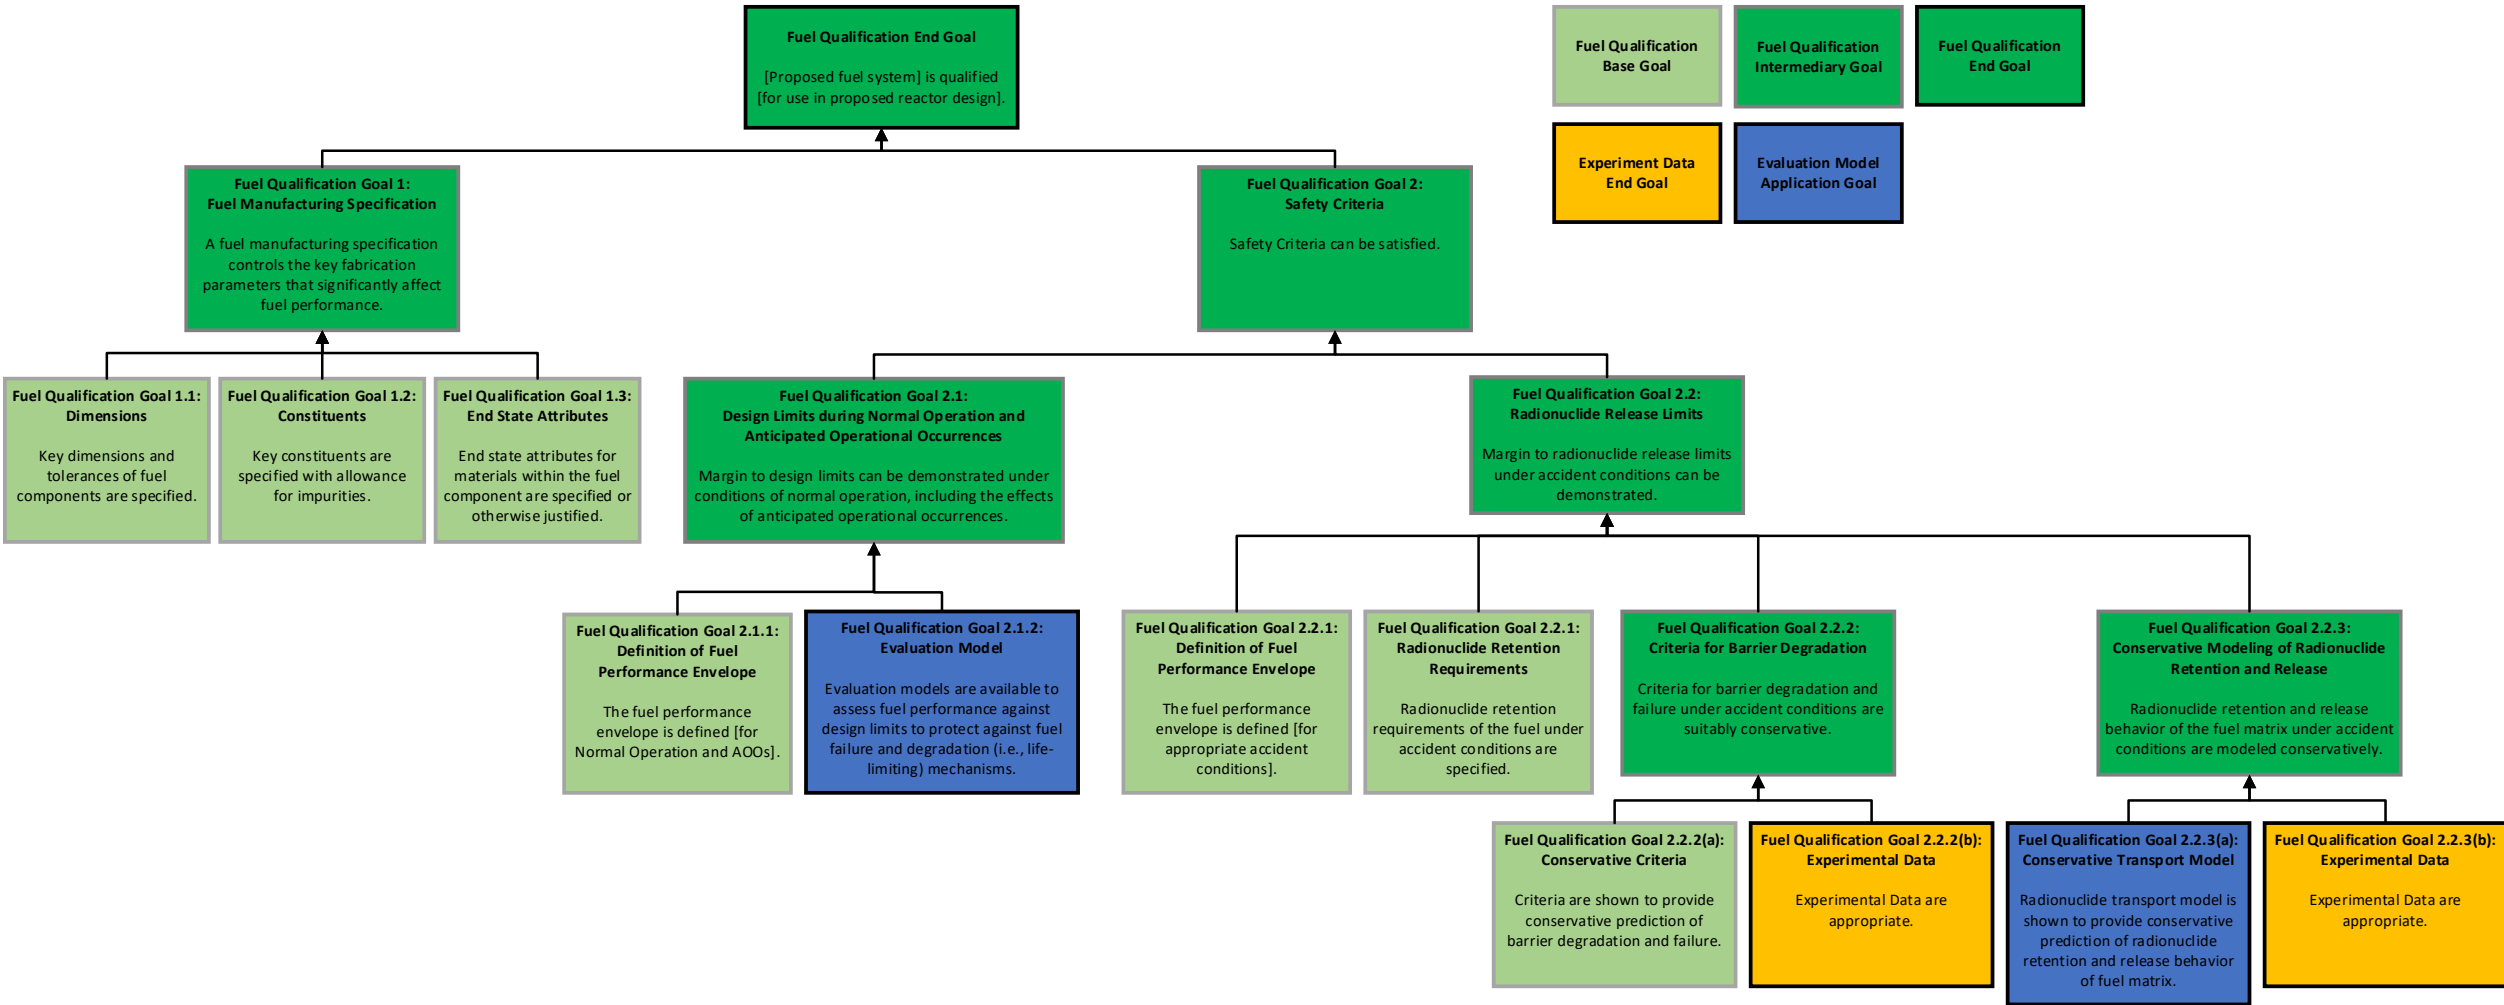 Fuel Qualification End Goal
[Proposed fuel system] is qualified
[for use in proposed reactor design].
Fuel Qualification
Base Goal
Fuel Qualification
Intermediary Goal
Fuel Qualification
End Goal
Experiment Data
End Goal
Evaluation Model
Application Goal
Fuel Qualification Goal 1:
Fuel Manufacturing Specification
A fuel manufacturing specification
controls the key fabrication
parameters that significantly affect
fuel performance.
Fuel Qualification Goal 2:
Safety Criteria
Safety Criteria can be satisfied.
Fuel Qualification Goal 1.1:
Dimensions
Key dimensions and
tolerances of fuel
components are specified.
Fuel Qualification Goal 1.2:
Constituents
Key constituents are
specified with allowance
for impurities.
Fuel Qualification Goal 1.3:
End State Attributes
End state attributes for
materials within the fuel
component are specified or
otherwise justified.
Fuel Qualification Goal 2.1:
Design Limits during Normal Operation and
Anticipated Operational Occurrences
Margin to design limits can be demonstrated under
conditions of normal operation, including the effects
of anticipated operational occurrences.
Fuel Qualification Goal 2.2:
Radionuclide Release Limits
Margin to radionuclide release limits
under accident conditions can be
demonstrated.
Fuel Qualification Goal 2.1.1:
Definition of Fuel
Performance Envelope
The fuel performance
envelope is defined [for
Normal Operation and AOOs].
Fuel Qualification Goal 2.1.2:
Evaluation Model
Evaluation models are available to
assess fuel performance against
design limits to protect against fuel
failure and degradation (i.e., life-
limiting) mechanisms.
Fuel Qualification Goal 2.2.1:
Definition of Fuel
Performance Envelope
The fuel performance
envelope is defined [for
appropriate accident
conditions].
Fuel Qualification Goal 2.2.1:
Radionuclide Retention
Requirements
Radionuclide retention
requirements of the fuel under
accident conditions are
specified.
Fuel Qualification Goal 2.2.2:
Criteria for Barrier Degradation
Criteria for barrier degradation and
failure under accident conditions are
suitably conservative.
Fuel Qualification Goal 2.2.3:
Conservative Modeling of Radionuclide
Retention and Release
Radionuclide retention and release
behavior of the fuel matrix under accident
conditions are modeled conservatively.
Fuel Qualification Goal 2.2.2(a):
Conservative Criteria
Criteria are shown to provide
conservative prediction of
barrier degradation and failure.
Fuel Qualification Goal 2.2.2(b):
Experimental Data
Experimental Data are
appropriate.
Fuel Qualification Goal 2.2.3(a):
Conservative Transport Model
Radionuclide transport model is
shown to provide conservative
prediction of radionuclide
retention and release behavior
of fuel matrix.
Fuel Qualification Goal 2.2.3(b):
Experimental Data
Experimental Data are
appropriate.